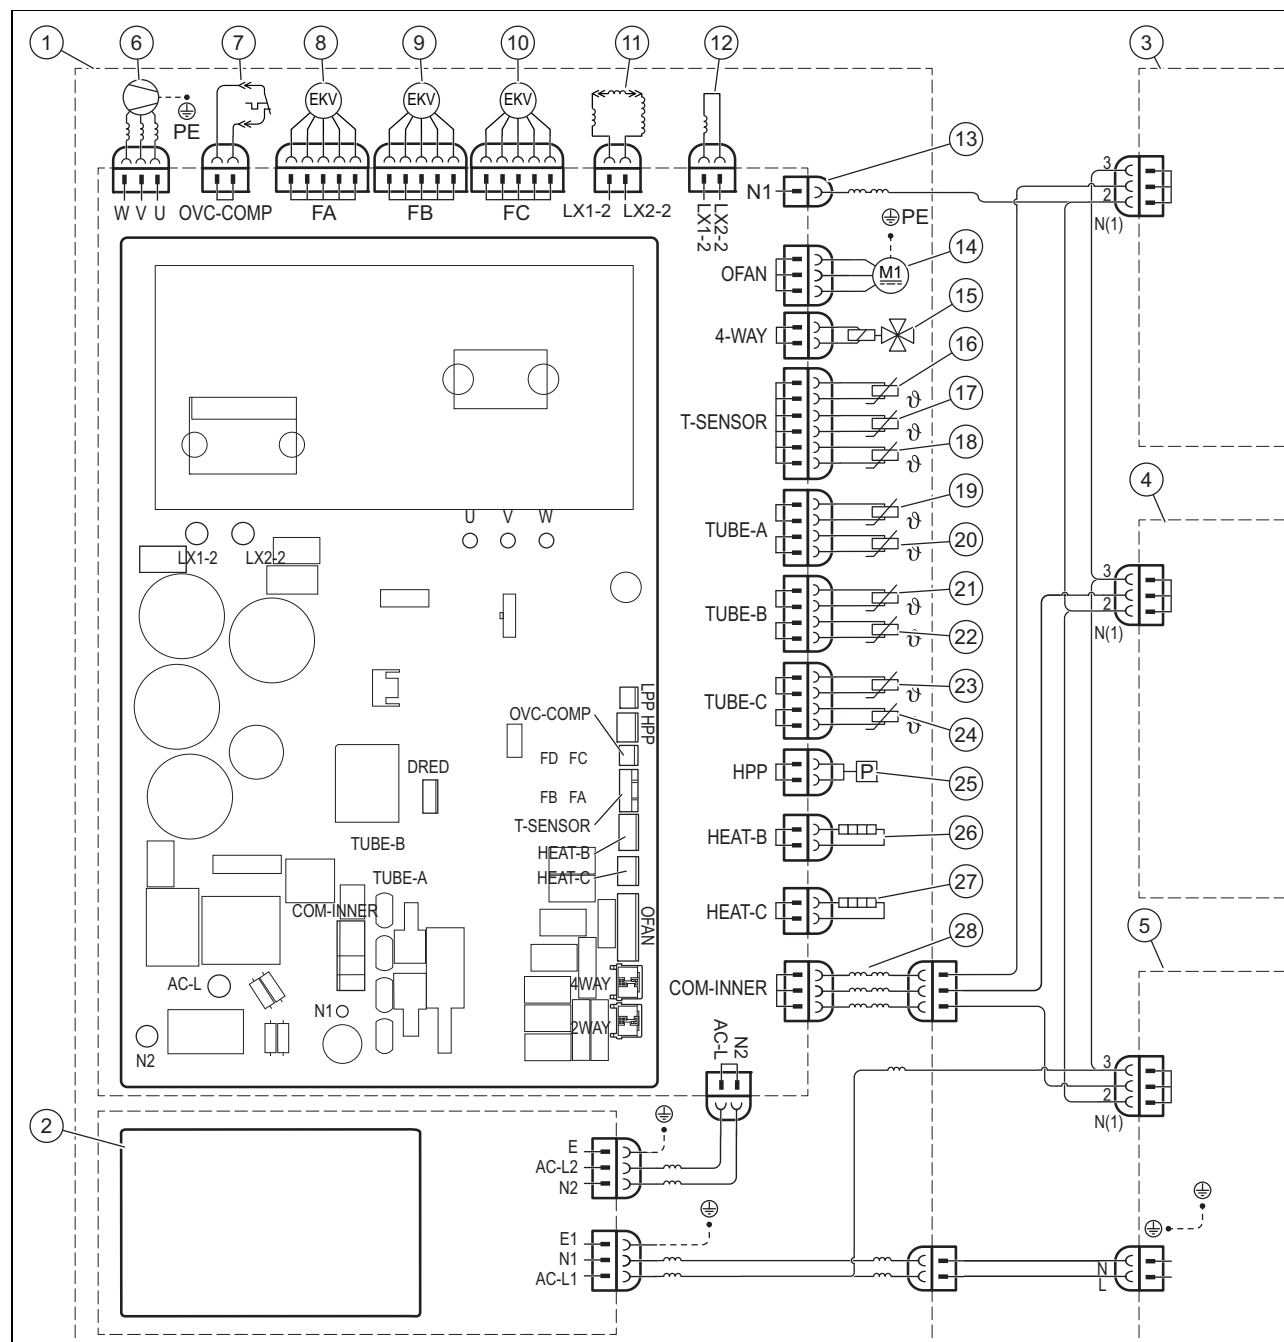 1
6
7
8
9
10
11
12
3
EKV
EKV
EKV
PE
13
W V U
OVC-COMP
FA
FB
FC
LX1-2
LX2-2
LX1-2
LX2-2
N1
3
2
N(1)
PE
OFAN
M1
14
4-WAY
15
T-SENSOR
16
ϑ
17
ϑ
18
ϑ
4
TUBE-A
19
ϑ
20
ϑ
U
V
W
LX1-2
LX2-2
TUBE-B
21
ϑ
22
ϑ
3
2
N(1)
TUBE-C
23
ϑ
24
ϑ
LPP
HPP
OVC-COMP
FD FC
DRED
FB FA
T-SENSOR
HPP
P
25
TUBE-B
HEAT-B
HEAT-C
TUBE-A
COM-INNER
HEAT-B
26
HEAT-C
27
OFAN
28
5
COM-INNER
AC-L
4WAY
N1
2WAY
N2
AC-L
N2
3
2
N(1)
2
E
AC-L2
N2
E1
N1
AC-L1
N
L